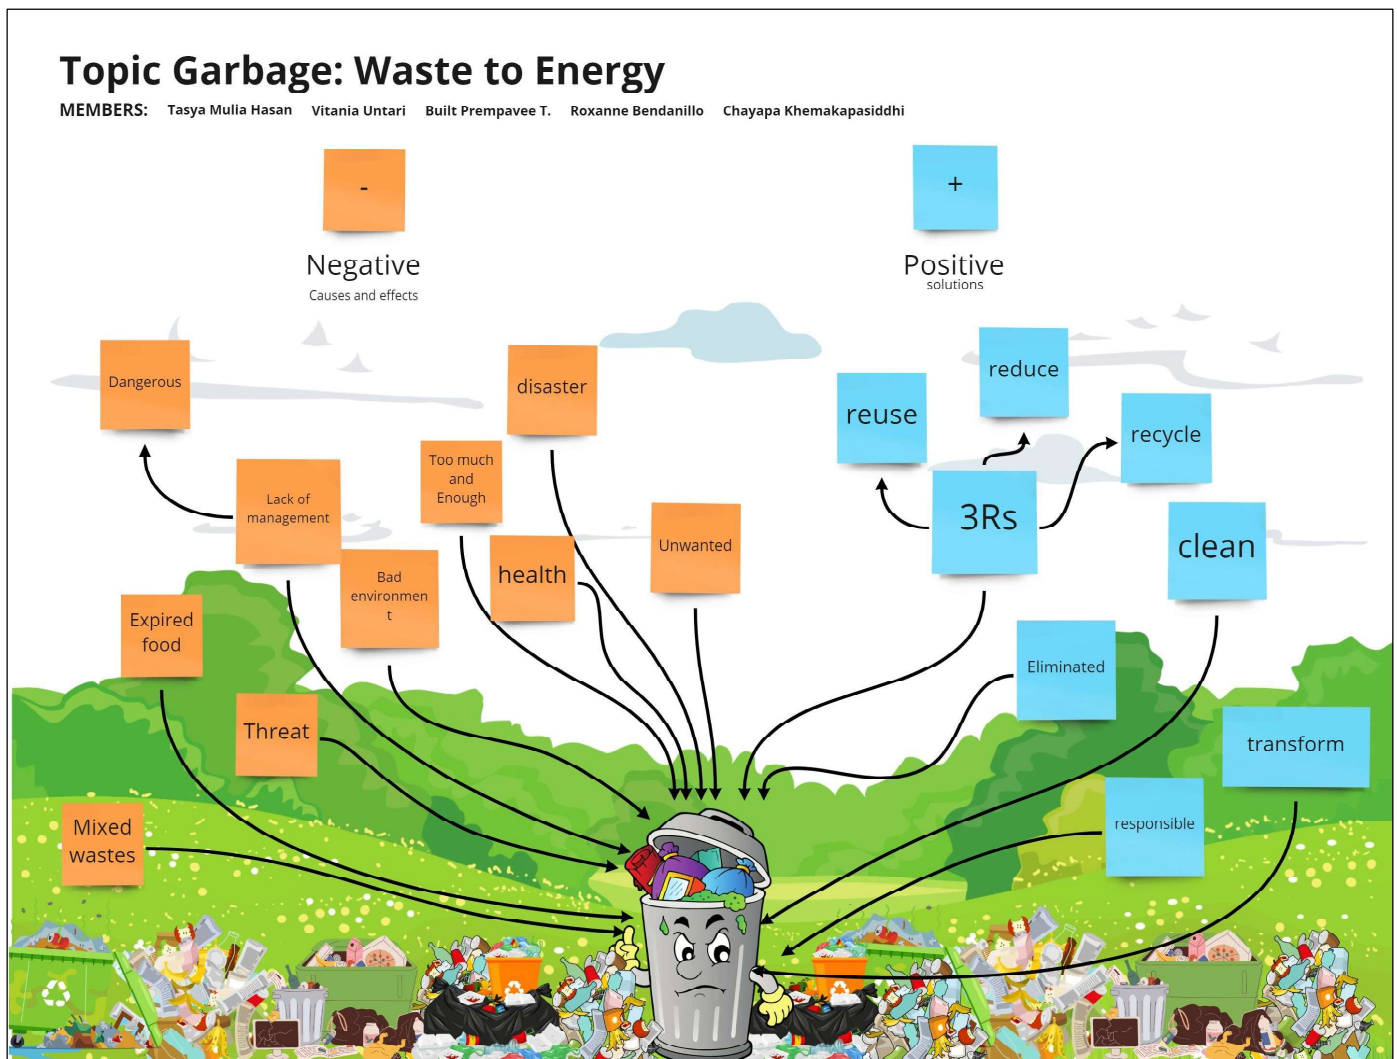 Topic Garbage: Waste to Energy
MEMBERS: Tasya Mulia Hasan Vitania Untari Built Prempavee T. Roxanne Bendanillo Chayapa Khemakapasiddhi
-
Negative
Causes and effects
+
Positive
solutions
Dangerous
disaster
Too much
and
Enough
Lack of
management
health
Unwanted
Bad
environmen
t
Expired
food
Threat
Mixed
wastes
reduce
reuse
recycle
3Rs
clean
Eliminated
transform
responsible